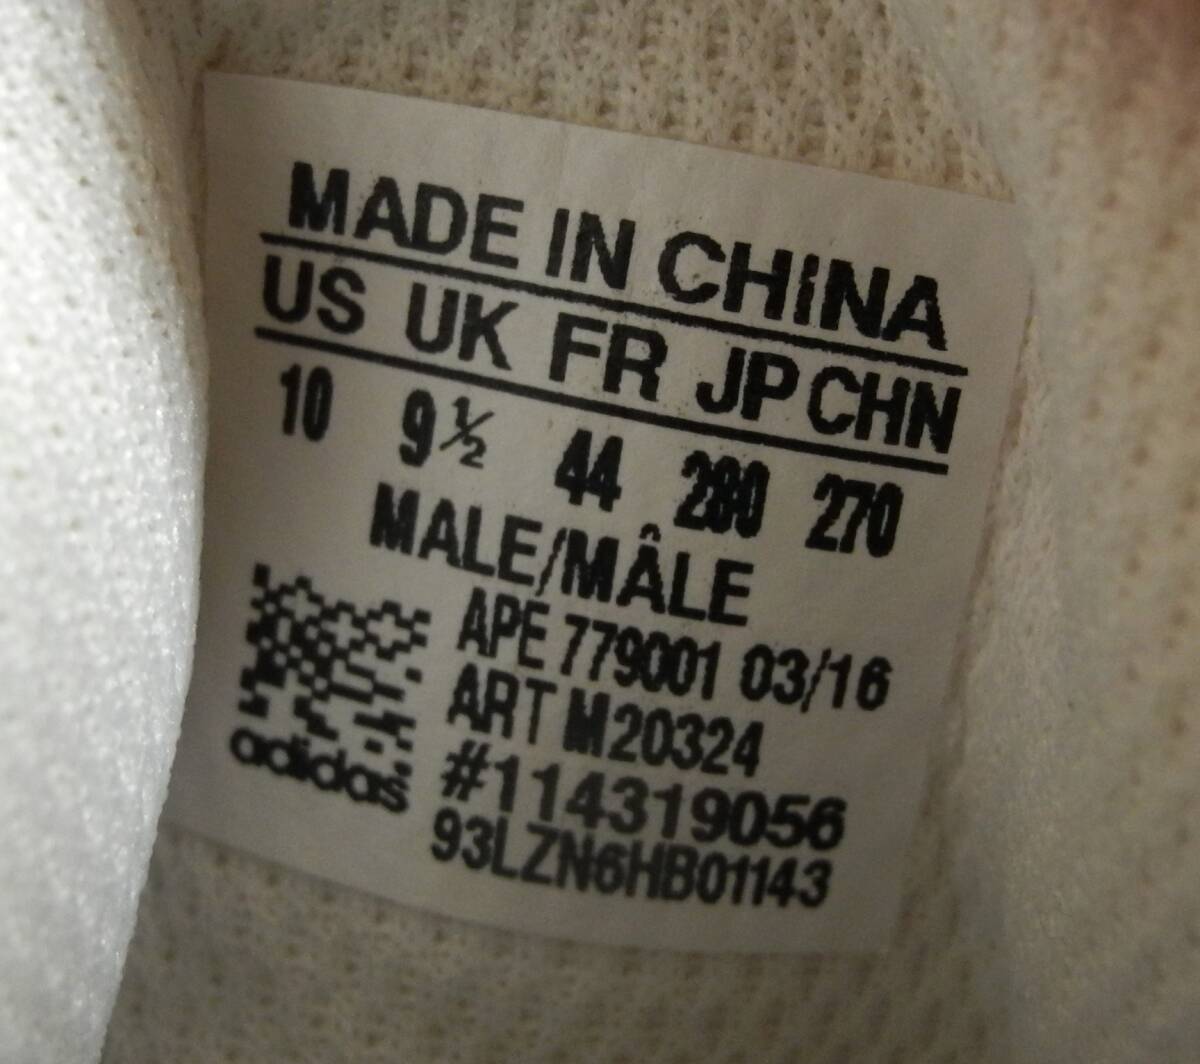 MADE IN CHINA
US UK FR JP CHN
10 9½ 44 280 270
MALE/MÂLE
APE 779001 03/16
ART M20324
#114319056
93LZN6HB01143
adidas